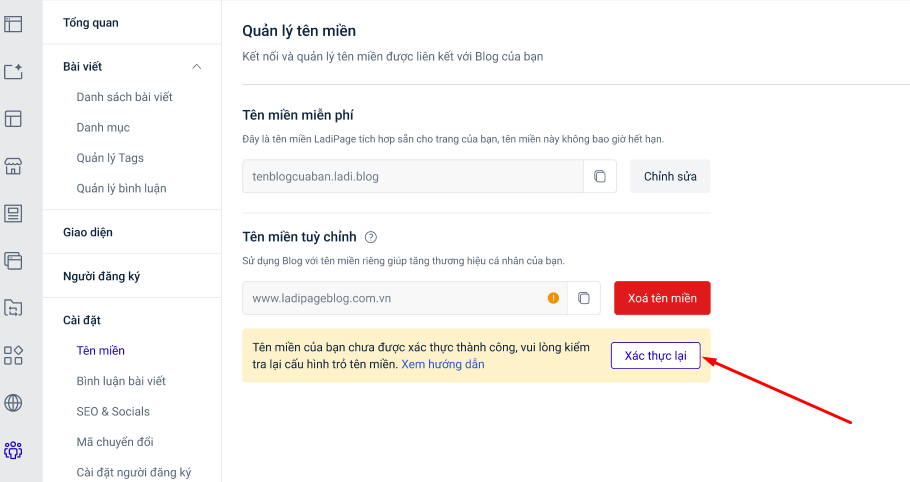 Tổng quan
Bài viết
Danh sách bài viết
Danh mục
Quản lý Tags
Quản lý bình luận
Giao diện
Người đăng ký
Cài đặt
Tên miền
Bình luận bài viết
SEO & Socials
Mã chuyển đổi
Cài đặt người đăng ký
Quản lý tên miền
Kết nối và quản lý tên miền được liên kết với Blog của bạn
Tên miền miễn phí
Đây là tên miền LadiPage tích hợp sẵn cho trang của bạn, tên miền này không bao giờ hết hạn.
tenblogcuaban.ladi.blog
Chỉnh sửa
Tên miền tuỳ chỉnh
Sử dụng Blog với tên miền riêng giúp tăng thương hiệu cá nhân của bạn.
www.ladipageblog.com.vn
Xoá tên miền
Tên miền của bạn chưa được xác thực thành công, vui lòng kiểm
tra lại cấu hình trỏ tên miền. Xem hướng dẫn
Xác thực lại